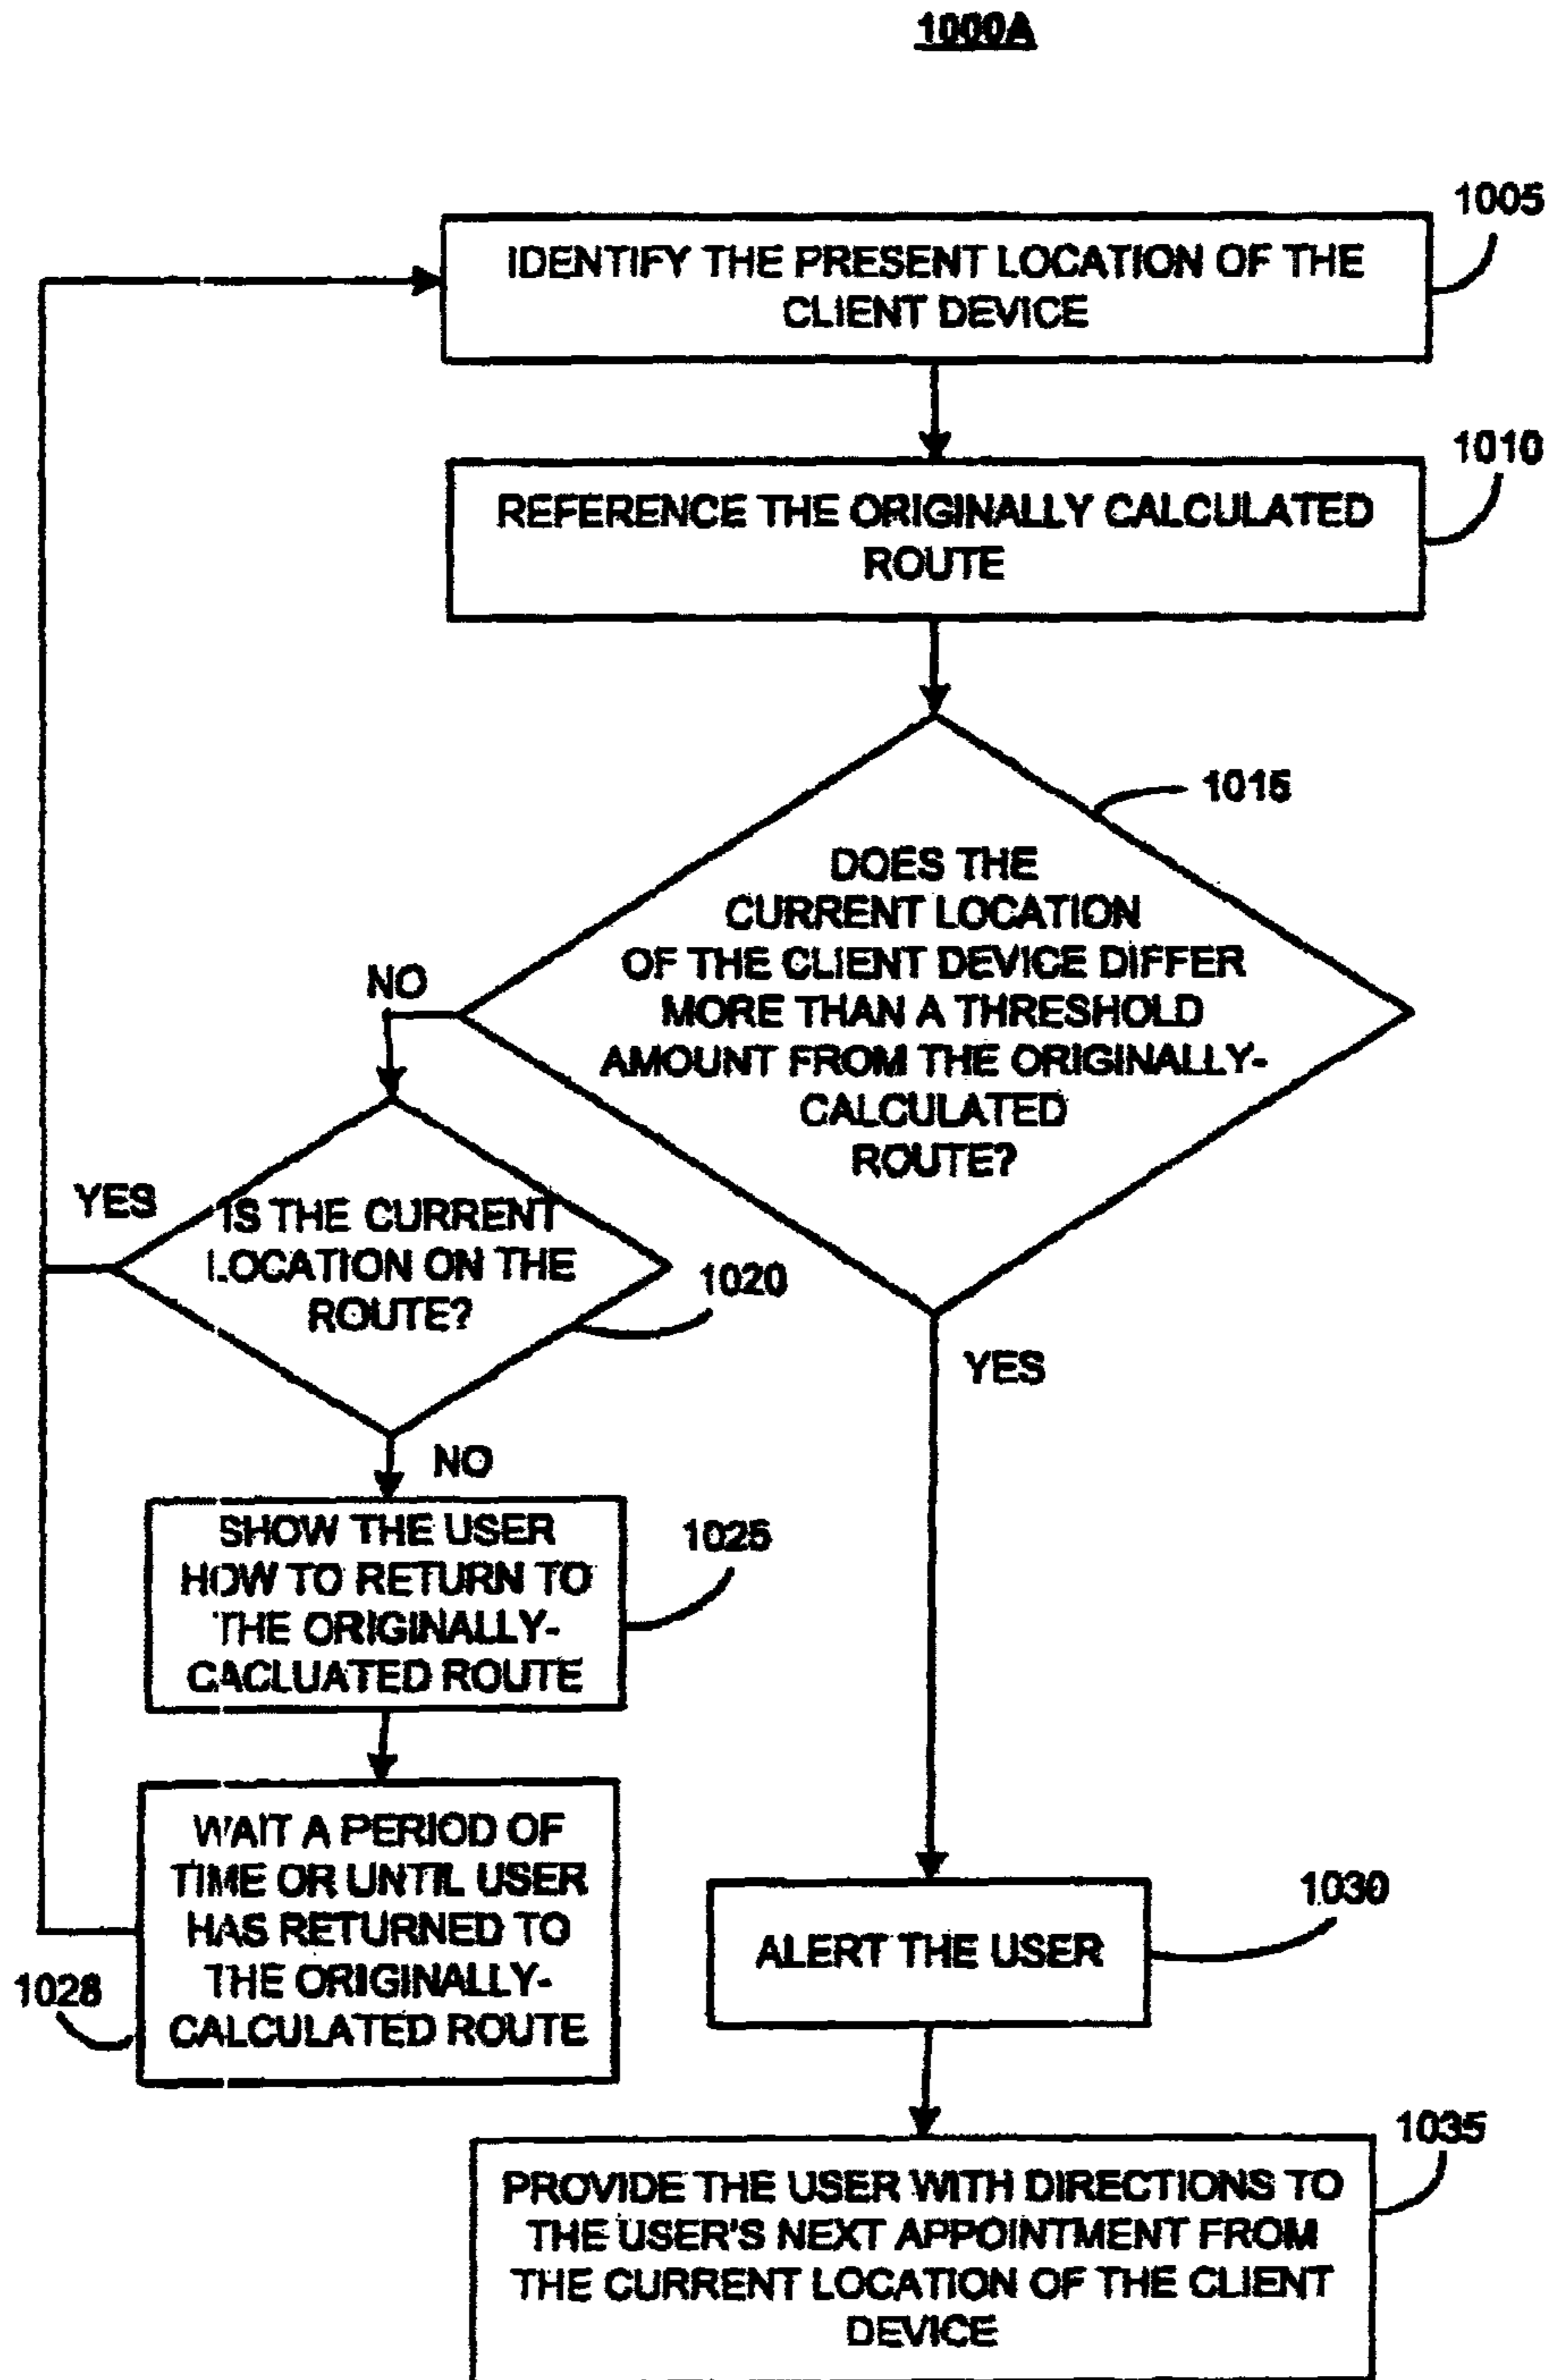 1000A
1005
IDENTIFY THE PRESENT LOCATION OF THE
CLIENT DEVICE
1010
REFERENCE THE ORIGINALLY CALCULATED
ROUTE
1015
DOES THE
CURRENT LOCATION
OF THE CLIENT DEVICE DIFFER
MORE THAN A THRESHOLD
AMOUNT FROM THE ORIGINALLY-
CALCULATED
ROUTE?
NO
YES
YES
IS THE CURRENT
LOCATION ON THE
ROUTE?
1020
NO
SHOW THE USER
HOW TO RETURN TO
THE ORIGINALLY-
CACLUATED ROUTE
1025
WAIT A PERIOD OF
TIME OR UNTIL USER
HAS RETURNED TO
THE ORIGINALLY-
CALCULATED ROUTE
1028
ALERT THE USER
1030
1035
PROVIDE THE USER WITH DIRECTIONS TO
THE USER'S NEXT APPOINTMENT FROM
THE CURRENT LOCATION OF THE CLIENT
DEVICE